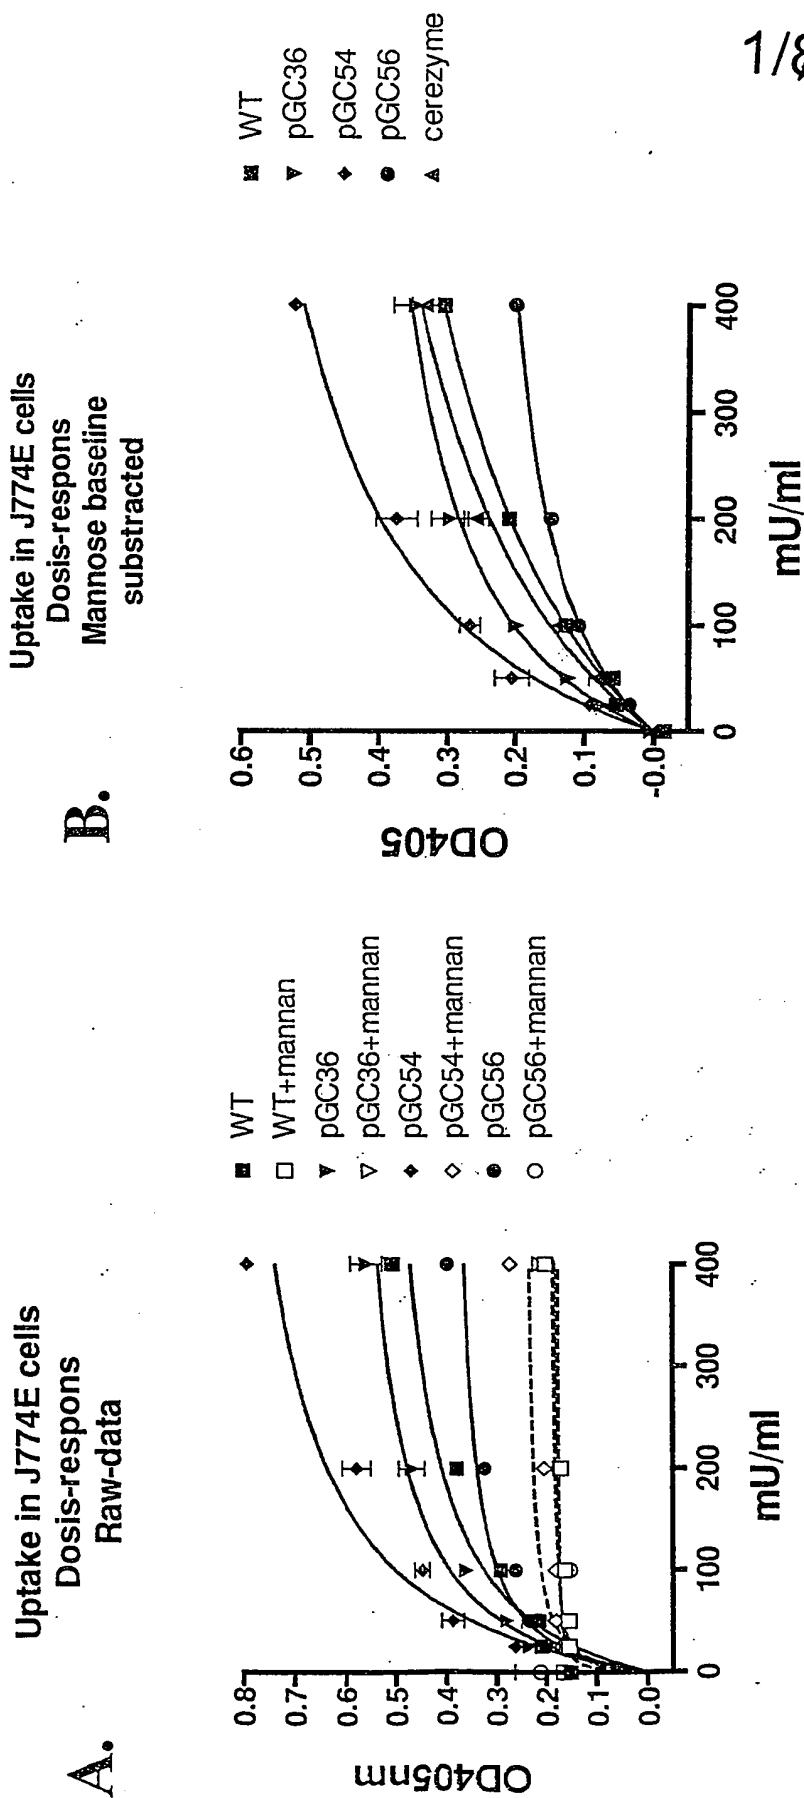 1/8
A.
Uptake in J774E cells
Dosis-respons
Raw-data
OD405nm
0.8
0.7
0.6
0.5
0.4
0.3
0.2
0.1
0.0
0
100
200
300
400
mU/ml
WT
WT+mannan
pGC36
pGC36+mannan
pGC54
pGC54+mannan
pGC56
pGC56+mannan
B.
Uptake in J774E cells
Dosis-respons
Mannose baseline
substracted
OD405
0.6
0.5
0.4
0.3
0.2
0.1
-0.0
0
100
200
300
400
mU/ml
WT
pGC36
pGC54
pGC56
cerezyme